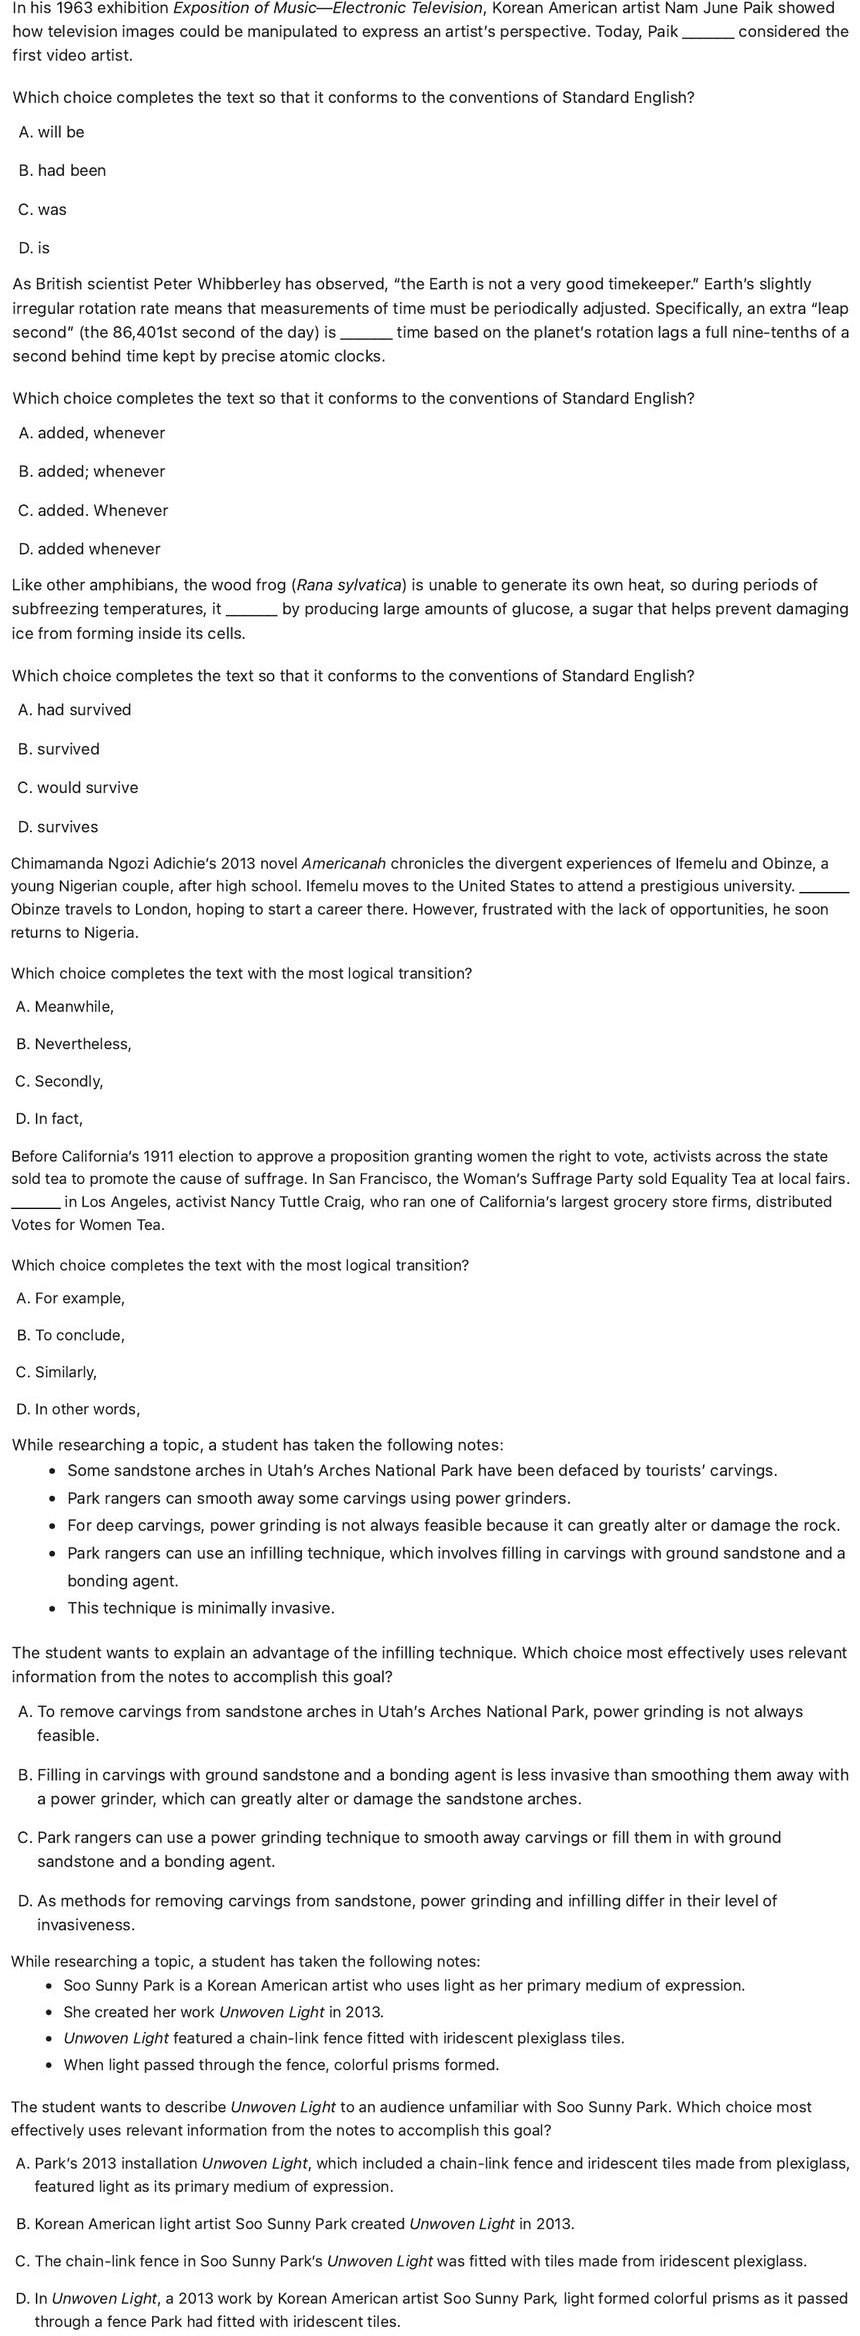 In his 1963 exhibition Exposition of Music—Electronic Television, Korean American artist Nam June Paik showed
how television images could be manipulated to express an artist's perspective. Today, Paik ______ considered the
first video artist.
Which choice completes the text so that it conforms to the conventions of Standard English?
A. will be
B. had been
C. was
D. is
As British scientist Peter Whibberley has observed, “the Earth is not a very good timekeeper.” Earth's slightly
irregular rotation rate means that measurements of time must be periodically adjusted. Specifically, an extra “leap
second” (the 86,401st second of the day) is ______ time based on the planet's rotation lags a full nine-tenths of a
second behind time kept by precise atomic clocks.
Which choice completes the text so that it conforms to the conventions of Standard English?
A. added, whenever
B. added; whenever
C. added. Whenever
D. added whenever
Like other amphibians, the wood frog (Rana sylvatica) is unable to generate its own heat, so during periods of
subfreezing temperatures, it ______ by producing large amounts of glucose, a sugar that helps prevent damaging
ice from forming inside its cells.
Which choice completes the text so that it conforms to the conventions of Standard English?
A. had survived
B. survived
C. would survive
D. survives
Chimamanda Ngozi Adichie's 2013 novel Americanah chronicles the divergent experiences of Ifemelu and Obinze, a
young Nigerian couple, after high school. Ifemelu moves to the United States to attend a prestigious university. ______
Obinze travels to London, hoping to start a career there. However, frustrated with the lack of opportunities, he soon
returns to Nigeria.
Which choice completes the text with the most logical transition?
A. Meanwhile,
B. Nevertheless,
C. Secondly,
D. In fact,
Before California's 1911 election to approve a proposition granting women the right to vote, activists across the state
sold tea to promote the cause of suffrage. In San Francisco, the Woman's Suffrage Party sold Equality Tea at local fairs.
______ in Los Angeles, activist Nancy Tuttle Craig, who ran one of California's largest grocery store firms, distributed
Votes for Women Tea.
Which choice completes the text with the most logical transition?
A. For example,
B. To conclude,
C. Similarly,
D. In other words,
While researching a topic, a student has taken the following notes:
• Some sandstone arches in Utah's Arches National Park have been defaced by tourists' carvings.
• Park rangers can smooth away some carvings using power grinders.
• For deep carvings, power grinding is not always feasible because it can greatly alter or damage the rock.
• Park rangers can use an infilling technique, which involves filling in carvings with ground sandstone and a
bonding agent.
• This technique is minimally invasive.
The student wants to explain an advantage of the infilling technique. Which choice most effectively uses relevant
information from the notes to accomplish this goal?
A. To remove carvings from sandstone arches in Utah's Arches National Park, power grinding is not always
feasible.
B. Filling in carvings with ground sandstone and a bonding agent is less invasive than smoothing them away with
a power grinder, which can greatly alter or damage the sandstone arches.
C. Park rangers can use a power grinding technique to smooth away carvings or fill them in with ground
sandstone and a bonding agent.
D. As methods for removing carvings from sandstone, power grinding and infilling differ in their level of
invasiveness.
While researching a topic, a student has taken the following notes:
• Soo Sunny Park is a Korean American artist who uses light as her primary medium of expression.
• She created her work Unwoven Light in 2013.
• Unwoven Light featured a chain-link fence fitted with iridescent plexiglass tiles.
• When light passed through the fence, colorful prisms formed.
The student wants to describe Unwoven Light to an audience unfamiliar with Soo Sunny Park. Which choice most
effectively uses relevant information from the notes to accomplish this goal?
A. Park's 2013 installation Unwoven Light, which included a chain-link fence and iridescent tiles made from plexiglass,
featured light as its primary medium of expression.
B. Korean American light artist Soo Sunny Park created Unwoven Light in 2013.
C. The chain-link fence in Soo Sunny Park's Unwoven Light was fitted with tiles made from iridescent plexiglass.
D. In Unwoven Light, a 2013 work by Korean American artist Soo Sunny Park, light formed colorful prisms as it passed
through a fence Park had fitted with iridescent tiles.